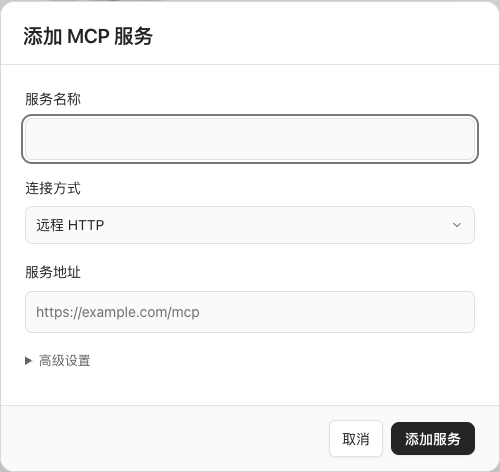 添加 MCP 服务
服务名称
连接方式
远程 HTTP
服务地址
https://example.com/mcp
高级设置
取消
添加服务